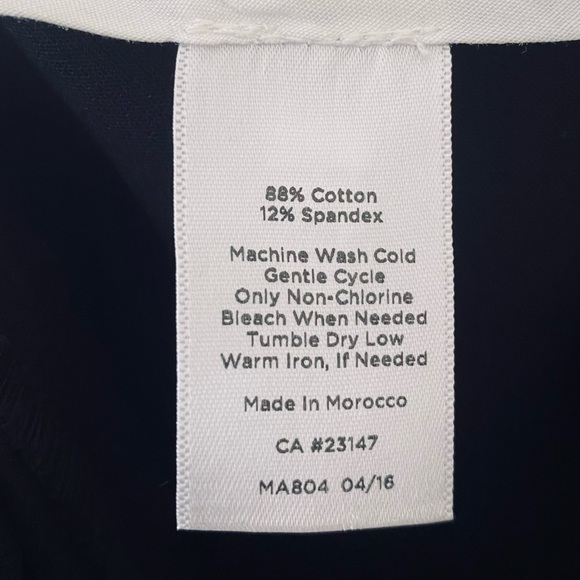 88% Cotton
12% Spandex
Machine Wash Cold
Gentle Cycle
Only Non-Chlorine
Bleach When Needed
Tumble Dry Low
Warm Iron, If Needed
Made In Morocco
CA #23147
MA804 04/16